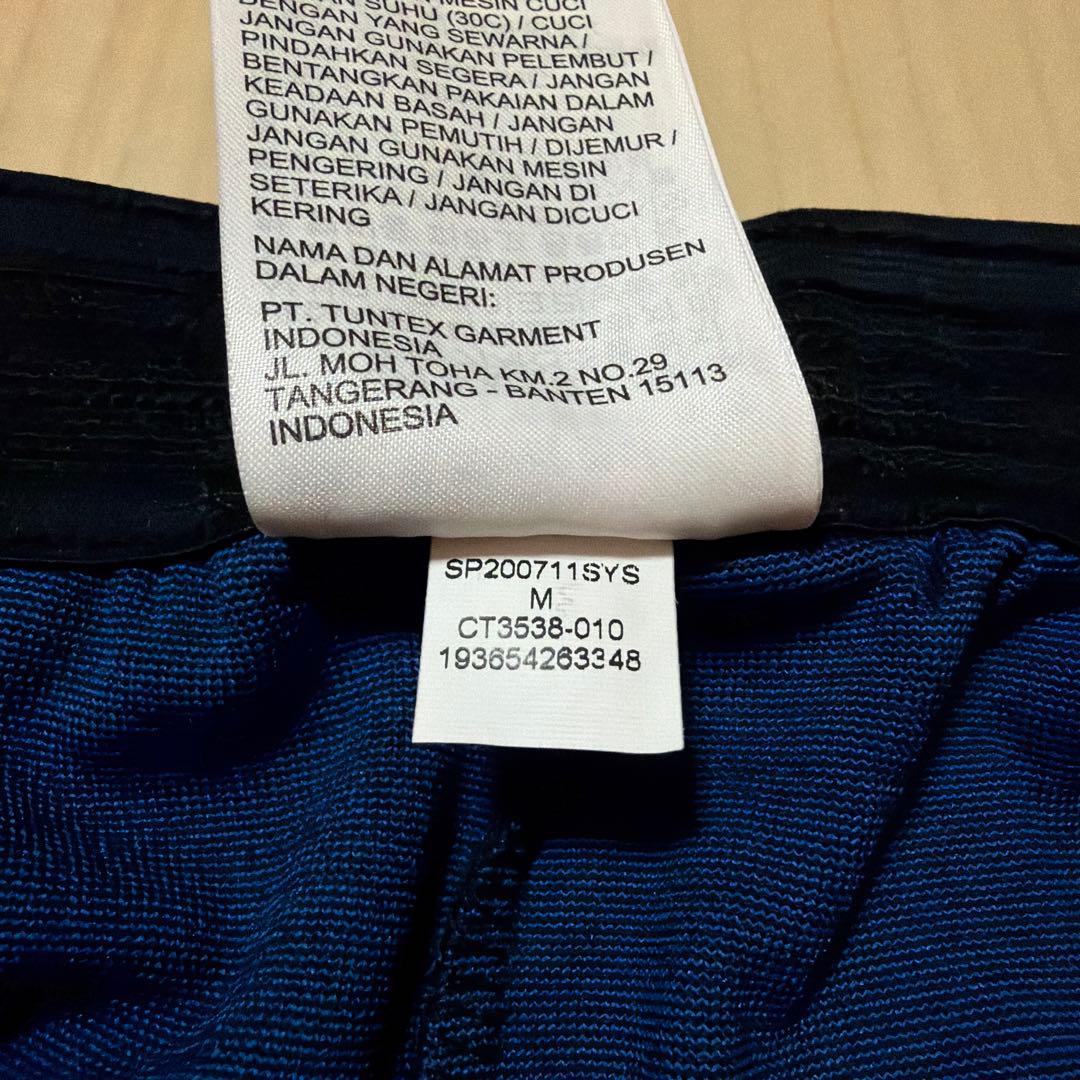 MESIN CUCI
SUHU (30C) / CUCI
DENGAN YANG SEWARNA /
JANGAN GUNAKAN PELEMBUT /
PINDAHKAN SEGERA / JANGAN
BENTANGKAN PAKAIAN DALAM
KEADAAN BASAH / JANGAN
GUNAKAN PEMUTIH / DIJEMUR /
JANGAN GUNAKAN MESIN
PENGERING / JANGAN DI
SETERIKA / JANGAN DICUCI
KERING
NAMA DAN ALAMAT PRODUSEN
DALAM NEGERI:
PT. TUNTEX GARMENT
INDONESIA
JL. MOH TOHA KM.2 NO.29
TANGERANG - BANTEN 15113
INDONESIA
SP200711SYS
M
CT3538-010
193654263348